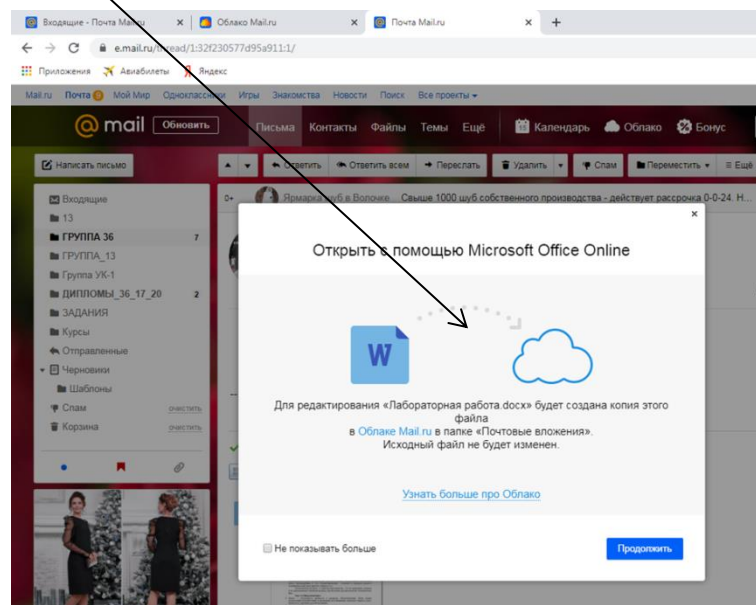 Входящие - Почта Mail.ru
Облако Mail.ru
Почта Mail.ru
e.mail.ru/thread/1:32f230577d95a911:1/
Приложения Авиабилеты Яндекс
Mail.ru Почта Мой Мир Одноклассники Игры Знакомства Новости Поиск Все проекты
mail Обновить Письма Контакты Файлы Темы Ещё Календарь Облако Бонус
Написать письмо Ответить Ответить всем Переслать Удалить Спам Переместить Ещё
Входящие
13
ГРУППА 36 7
ГРУППА_13
Группа УК-1
ДИПЛОМЫ_36_17_20 2
ЗАДАНИЯ
Курсы
Отправленные
Черновики
Шаблоны
Спам очистить
Корзина очистить
0+ Ярмарка шуб в Волочке Свыше 1000 шуб собственного производства - действует рассрочка 0-0-24. Н...
Открыть с помощью Microsoft Office Online
W
Для редактирования «Лабораторная работа.docx» будет создана копия этого
файла
в Облаке Mail.ru в папке «Почтовые вложения».
Исходный файл не будет изменен.
Узнать больше про Облако
Не показывать больше
Продолжить